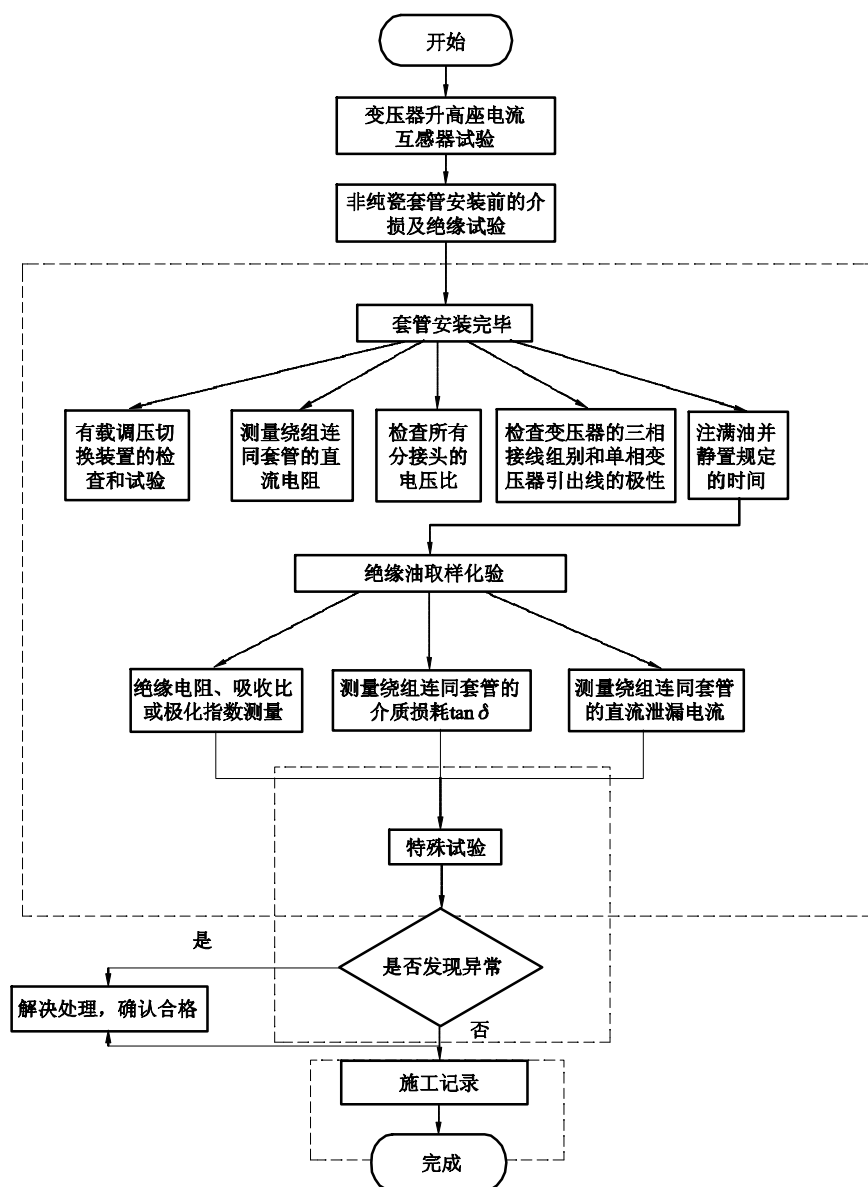 开始
变压器升高座电流
互感器试验
非纯瓷套管安装前的介
损及绝缘试验
套管安装完毕
有载调压切
换装置的检
查和试验
测量绕组连
同套管的直
流电阻
检查所有
分接头的
电压比
检查变压器的三相
接线组别和单相变
压器引出线的极性
注满油并
静置规定
的时间
绝缘油取样化验
绝缘电阻、吸收比
或极化指数测量
测量绕组连同套管的
介质损耗tanδ
测量绕组连同套管
的直流泄漏电流
特殊试验
是否发现异常
是
解决处理，确认合格
否
施工记录
完成